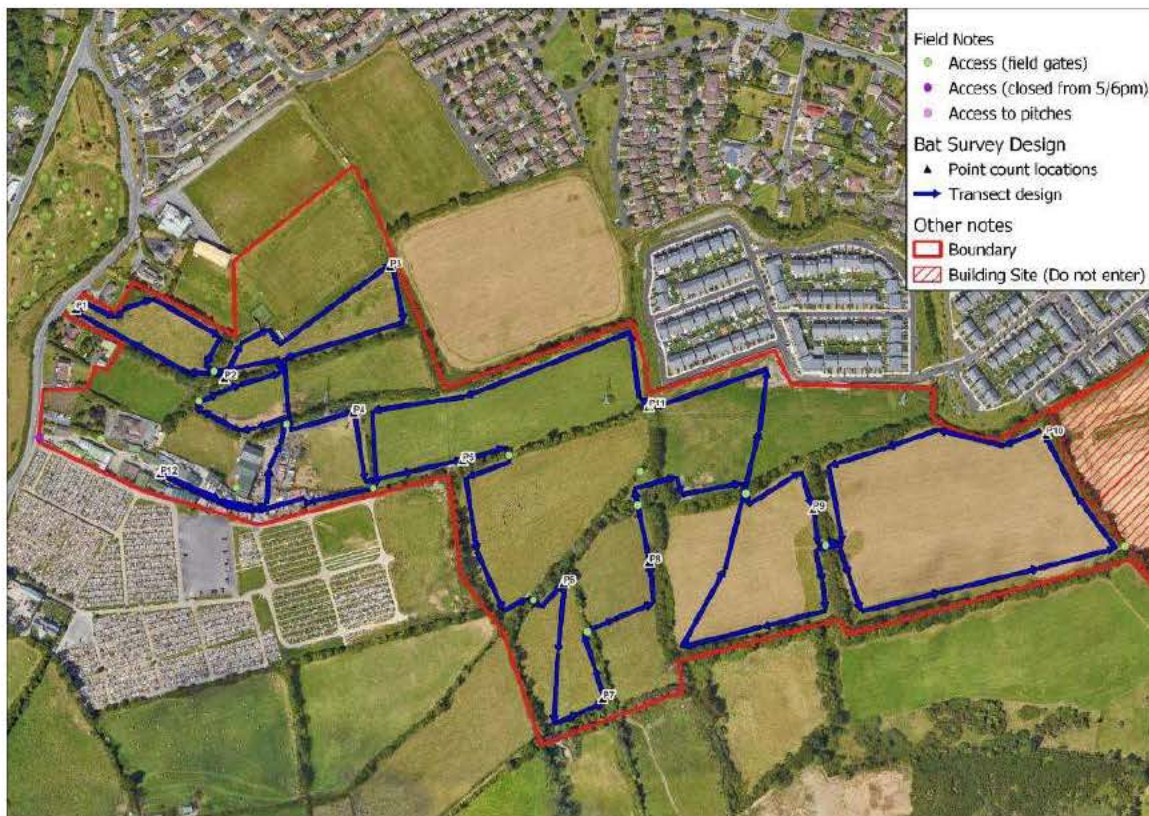 Field Notes
Access (field gates)
Access (closed from 5/6pm)
Access to pitches
Bat Survey Design
Point count locations
Transect design
Other notes
Boundary
Building Site (Do not enter)
P3
P1
P2
P11
P4
P10
P5
P12
P9
P8
P6
P7